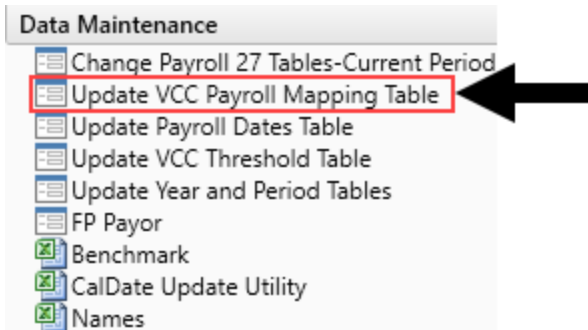 Data Maintenance
Change Payroll 27 Tables-Current Period
Update VCC Payroll Mapping Table
Update Payroll Dates Table
Update VCC Threshold Table
Update Year and Period Tables
FP Payor
Benchmark
CalDate Update Utility
Names